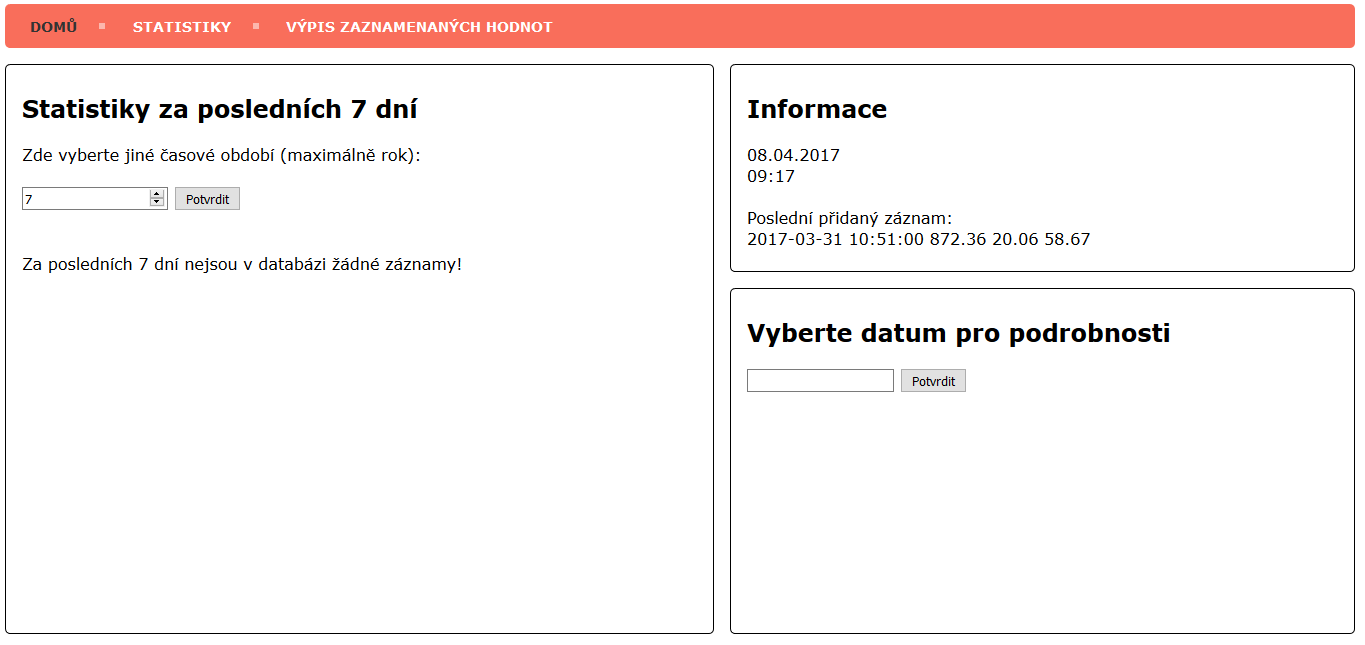 DOMŮ STATISTIKY VÝPIS ZAZNAMENANÝCH HODNOT
Statistiky za posledních 7 dní
Zde vyberte jiné časové období (maximálně rok):
7 Potvrdit
Za posledních 7 dní nejsou v databázi žádné záznamy!
Informace
08.04.2017
09:17
Poslední přidaný záznam:
2017-03-31 10:51:00 872.36 20.06 58.67
Vyberte datum pro podrobnosti
Potvrdit